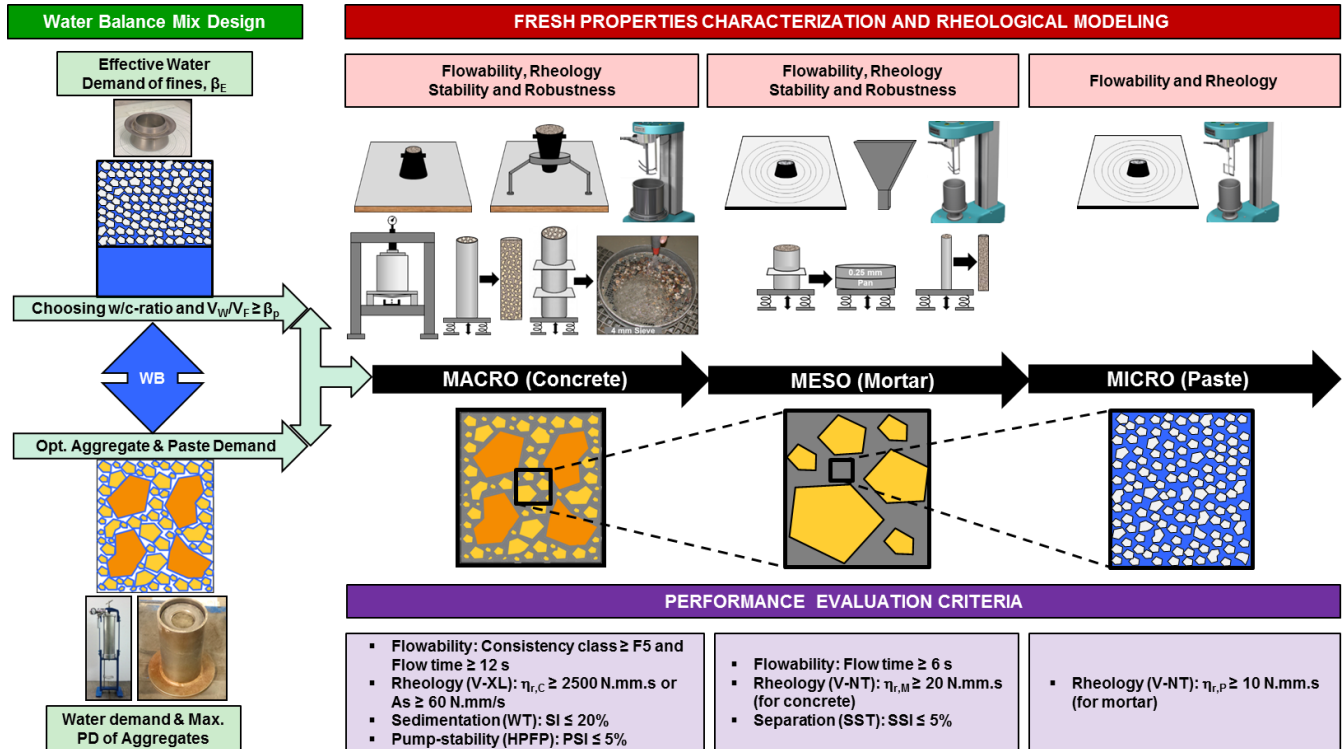 Water Balance Mix Design
Effective Water
Demand of fines, βE
Choosing w/c-ratio and VW/VF ≥ βp
WB
Opt. Aggregate & Paste Demand
Water demand & Max.
PD of Aggregates
FRESH PROPERTIES CHARACTERIZATION AND RHEOLOGICAL MODELING
Flowability, Rheology
Stability and Robustness
Flowability, Rheology
Stability and Robustness
Flowability and Rheology
4 mm Sieve
0.25 mm
Pan
MACRO (Concrete)
MESO (Mortar)
MICRO (Paste)
PERFORMANCE EVALUATION CRITERIA
▪ Flowability: Consistency class ≥ F5 and
Flow time ≥ 12 s
▪ Rheology (V-XL): ηr,C ≥ 2500 N.mm.s or
As ≥ 60 N.mm/s
▪ Sedimentation (WT): SI ≤ 20%
▪ Pump-stability (HPFP): PSI ≤ 5%
▪ Flowability: Flow time ≥ 6 s
▪ Rheology (V-NT): ηr,M ≥ 20 N.mm.s
(for concrete)
▪ Separation (SST): SSI ≤ 5%
▪ Rheology (V-NT): ηr,P ≥ 10 N.mm.s
(for mortar)